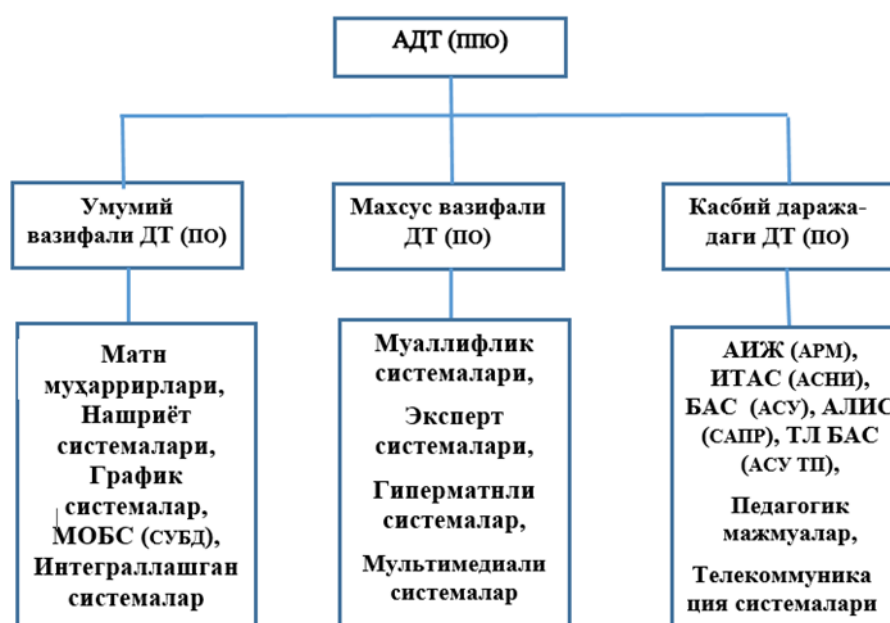 АДТ (ППО)
Умумий
вазифали ДТ (ПО)
Махсус вазифали
ДТ (ПО)
Касбий даража-
даги ДТ (ПО)
Матн
муҳаррирлари,
Нашриёт
системалари,
График
системалар,
МОБС (СУБД),
Интеграллашган
системалар
Муаллифлик
системалари,
Эксперт
системалари,
Гиперматнли
системалар,
Мультимедиали
системалар
АИЖ (АРМ),
ИТАС (АСНИ),
БАС (АСУ), АЛИС
(САПР), ТЛ БАС
(АСУ ТП),
Педагогик
мажмуалар,
Телекоммуника
ция системалари